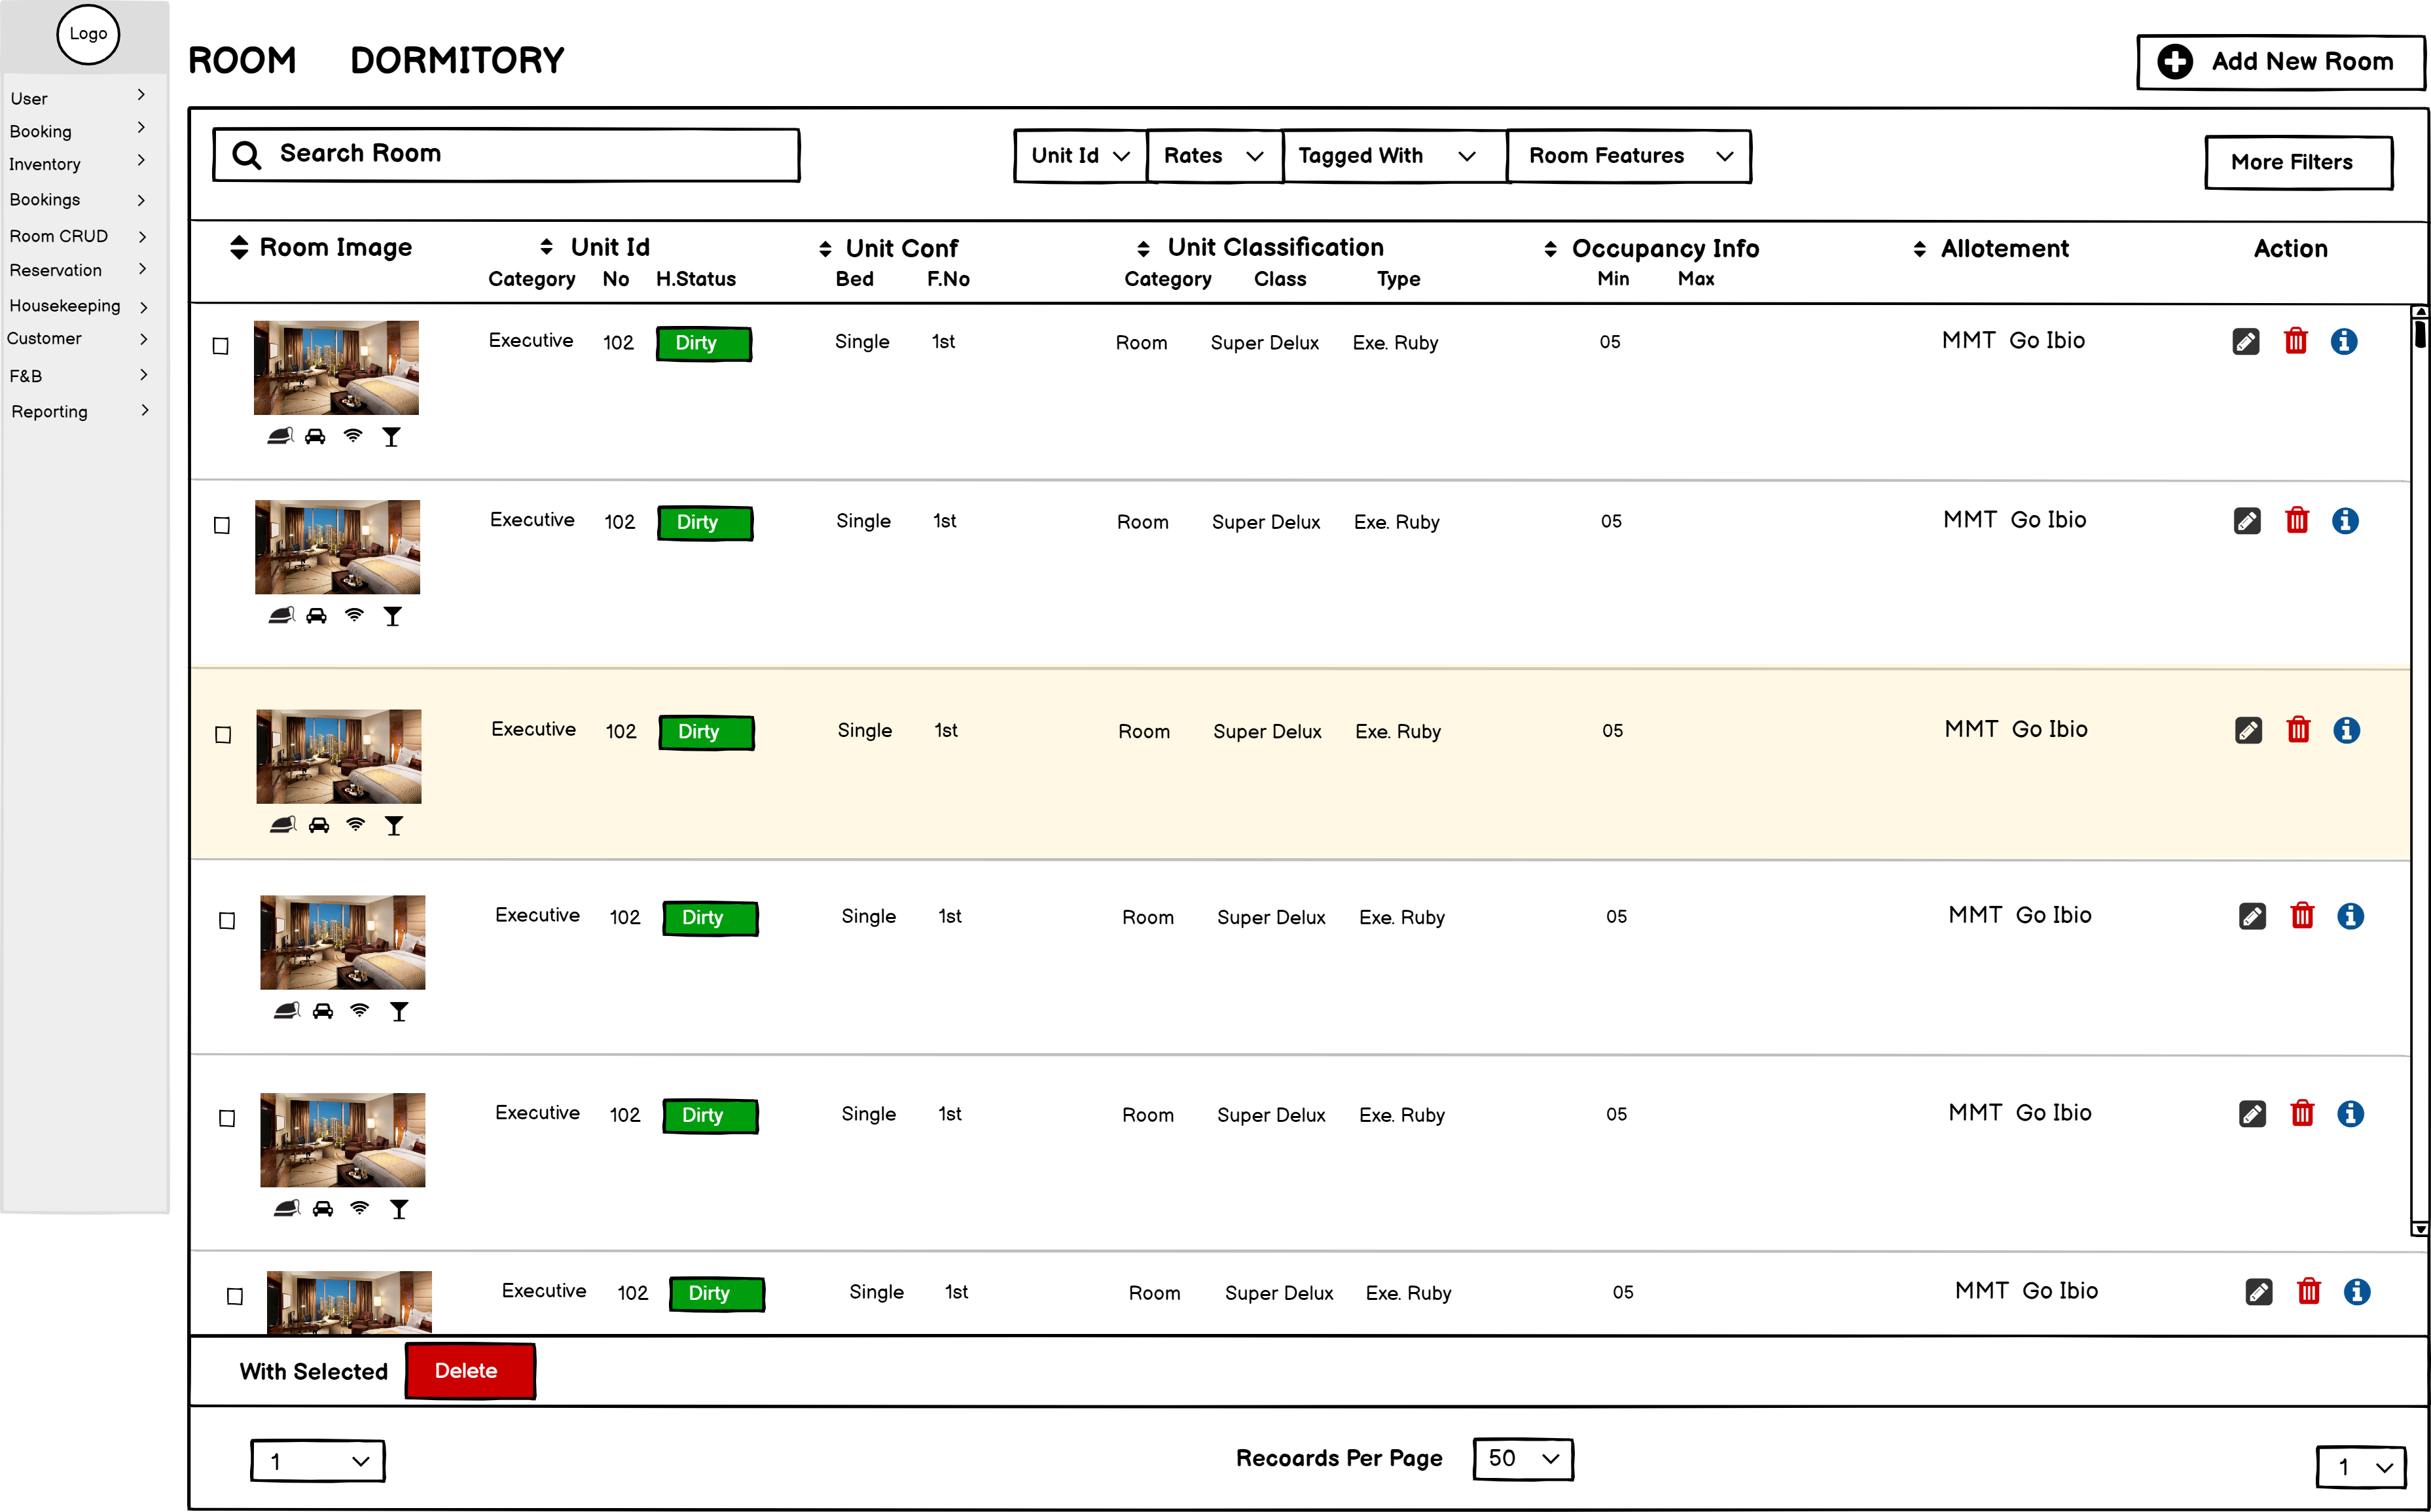 Logo
User
Booking
Inventory
Bookings
Room CRUD
Reservation
Housekeeping
Customer
F&B
Reporting
ROOM DORMITORY
Add New Room
Search Room
Unit Id Rates Tagged With Room Features
More Filters
Room Image Unit Id Unit Conf Unit Classification Occupancy Info Allotement Action
Category No H.Status Bed F.No Category Class Type Min Max
Executive 102 Dirty Single 1st Room Super Delux Exe. Ruby 05 MMT Go Ibio
Executive 102 Dirty Single 1st Room Super Delux Exe. Ruby 05 MMT Go Ibio
Executive 102 Dirty Single 1st Room Super Delux Exe. Ruby 05 MMT Go Ibio
Executive 102 Dirty Single 1st Room Super Delux Exe. Ruby 05 MMT Go Ibio
Executive 102 Dirty Single 1st Room Super Delux Exe. Ruby 05 MMT Go Ibio
Executive 102 Dirty Single 1st Room Super Delux Exe. Ruby 05 MMT Go Ibio
With Selected Delete
1 Recoards Per Page 50 1